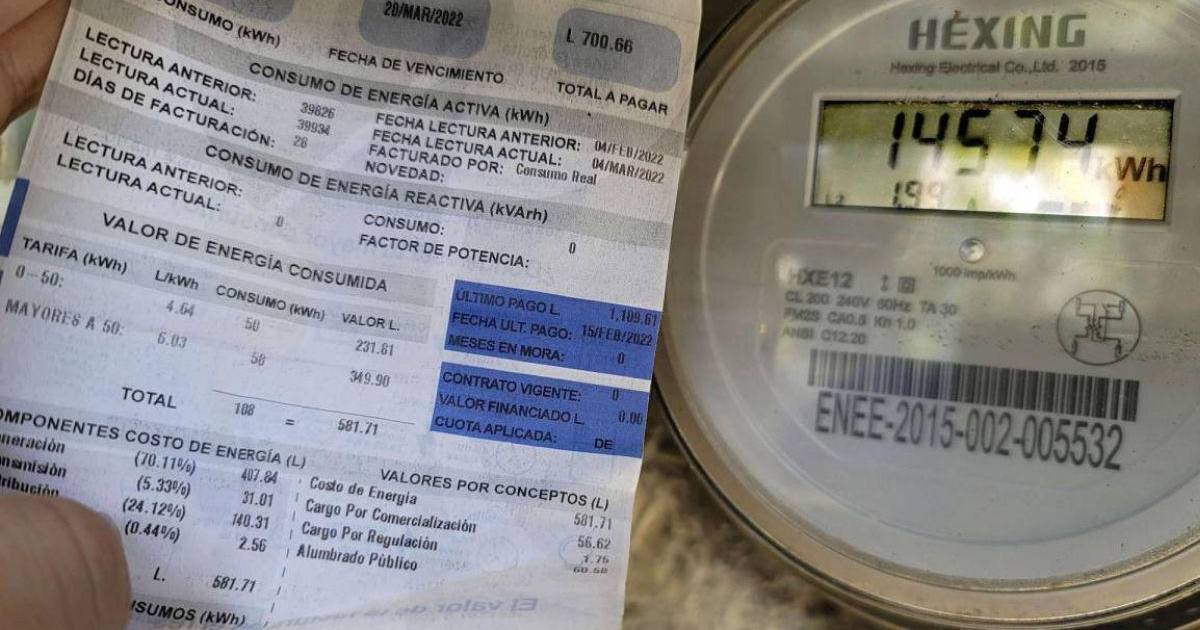 CONSUMO (kWh)
20/MAR/2022
FECHA DE VENCIMIENTO
L 700.66
TOTAL A PAGAR
CONSUMO DE ENERGÍA ACTIVA (kWh)
LECTURA ANTERIOR: 39826 FECHA LECTURA ANTERIOR: 04/FEB/2022
LECTURA ACTUAL: 39934 FECHA LECTURA ACTUAL: 04/MAR/2022
DÍAS DE FACTURACIÓN: 28 FACTURADO POR: Consumo Real
NOVEDAD:
CONSUMO DE ENERGÍA REACTIVA (kVArh)
LECTURA ANTERIOR: 0 CONSUMO: 0
LECTURA ACTUAL: FACTOR DE POTENCIA:
VALOR DE ENERGÍA CONSUMIDA
TARIFA (kWh) L/kWh CONSUMO (kWh) VALOR L.
0-50: 4.64 50 231.81
MAYORES A 50: 6.03 58 349.90
TOTAL 108 = 581.71
ÚLTIMO PAGO L. 1,109.61
FECHA ULT. PAGO: 15/FEB/2022
MESES EN MORA: 0
CONTRATO VIGENTE: 0
VALOR FINANCIADO L. 0.00
CUOTA APLICADA: DE
COMPONENTES COSTO DE ENERGÍA (L)
neración (70.11%) 407.84
nsmisión (5.33%) 31.01
tribución (24.12%) 140.31
(0.44%) 2.56
L. 581.71
VALORES POR CONCEPTOS (L)
Costo de Energía 581.71
Cargo Por Comercialización 56.62
Cargo Por Regulación 1.75
Alumbrado Público 60.58
NSUMOS (kWh)
HEXING
Hexing Electrical Co.,Ltd. 2015
14574 kWh
199
1000 imp/kWh
HXE12
CL 200 240V 60Hz TA 30
FM2S CA0.5 Kh 1.0
ANSI C12.20
ENEE-2015-002-005532